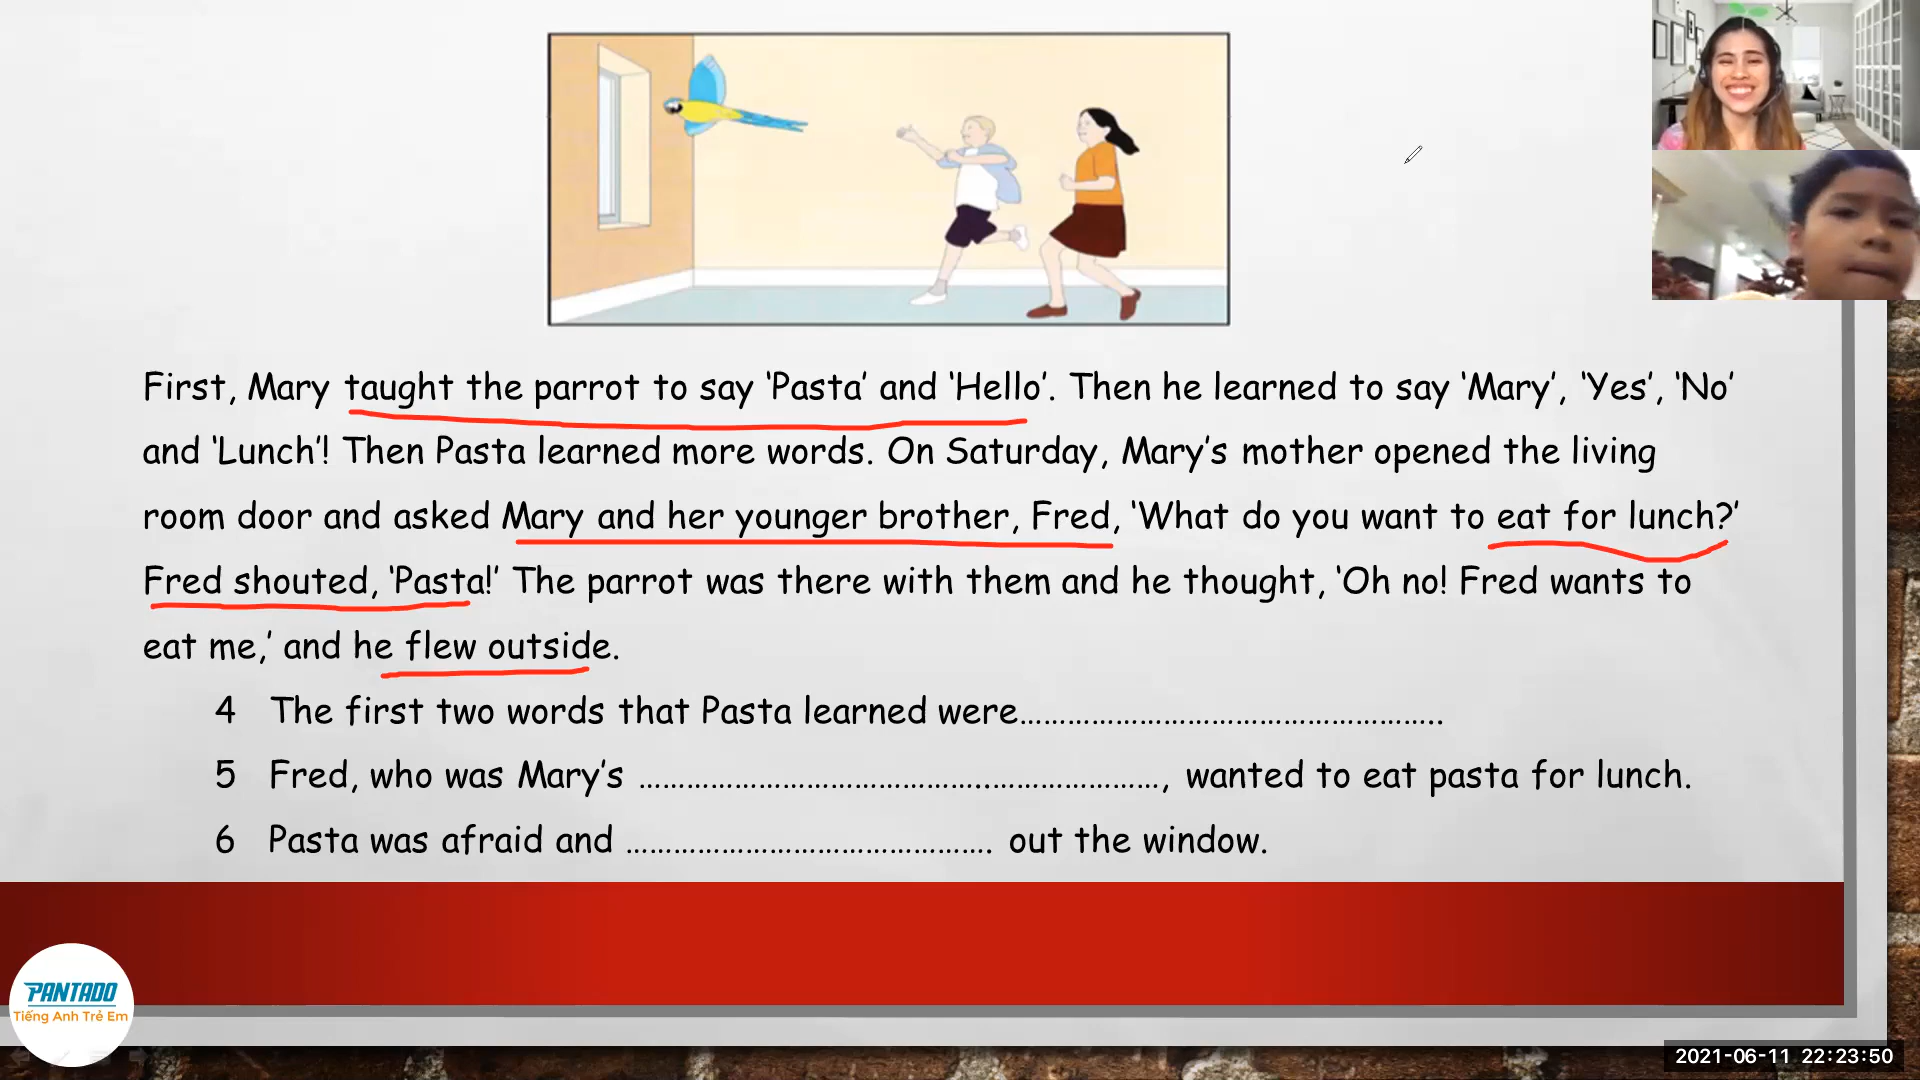 First, Mary taught the parrot to say ‘Pasta’ and ‘Hello’. Then he learned to say ‘Mary’, ‘Yes’, ‘No’
and ‘Lunch’! Then Pasta learned more words. On Saturday, Mary’s mother opened the living
room door and asked Mary and her younger brother, Fred, ‘What do you want to eat for lunch?’
Fred shouted, ‘Pasta!’ The parrot was there with them and he thought, ‘Oh no! Fred wants to
eat me,’ and he flew outside.
4 The first two words that Pasta learned were……………………………………………..
5 Fred, who was Mary’s ……………………………………..…………………, wanted to eat pasta for lunch.
6 Pasta was afraid and ………………………………………. out the window.
PANTADO
Tiếng Anh Trẻ Em
2021-06-11 22:23:50